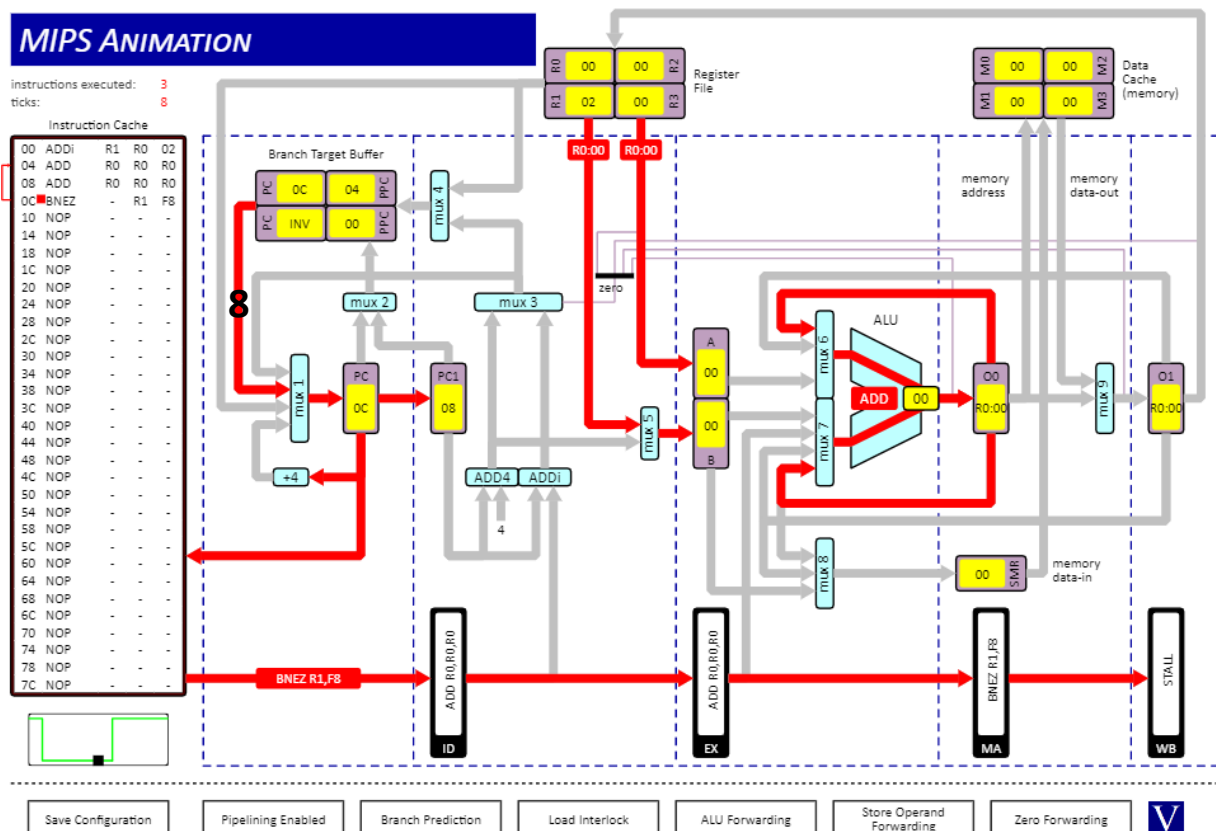 MIPS ANIMATION
instructions executed: 3
ticks: 8
Instruction Cache
00 ADDi R1 R0 02
04 ADD R0 R0 R0
08 ADD R0 R0 R0
0C BNEZ - R1 F8
10 NOP - - -
14 NOP - - -
18 NOP - - -
1C NOP - - -
20 NOP - - -
24 NOP - - -
28 NOP - - -
2C NOP - - -
30 NOP - - -
34 NOP - - -
38 NOP - - -
3C NOP - - -
40 NOP - - -
44 NOP - - -
48 NOP - - -
4C NOP - - -
50 NOP - - -
54 NOP - - -
58 NOP - - -
5C NOP - - -
60 NOP - - -
64 NOP - - -
68 NOP - - -
6C NOP - - -
70 NOP - - -
74 NOP - - -
78 NOP - - -
7C NOP - - -
R0 00 00 R2
R1 02 00 R3
Register
File
M0 00 00 M2
M1 00 00 M3
Data
Cache
(memory)
R0:00 R0:00
Branch Target Buffer
PC 0C 04 PPC
PC INV 00 PPC
mux 4
memory
address
memory
data-out
zero
8
mux 2
mux 3
mux 1
PC
0C
PC1
08
+4
ADD4
ADDi
4
mux 5
A
00
00
B
mux 6
mux 7
ALU
ADD
00
O0
R0:00
mux 9
O1
R0:00
mux 8
00 SMR
memory
data-in
BNEZ R1,F8
ADD R0,R0,R0
ID
ADD R0,R0,R0
EX
BNEZ R1,F8
MA
STALL
WB
Save Configuration
Pipelining Enabled
Branch Prediction
Load Interlock
ALU Forwarding
Store Operand
Forwarding
Zero Forwarding
V